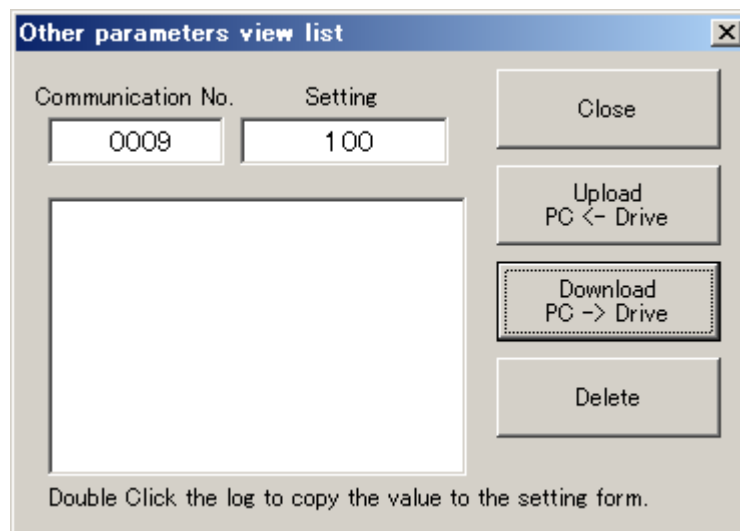 Other parameters view list
Communication No. Setting
0009 100
Close
Upload
PC <- Drive
Download
PC -> Drive
Delete
Double Click the log to copy the value to the setting form.